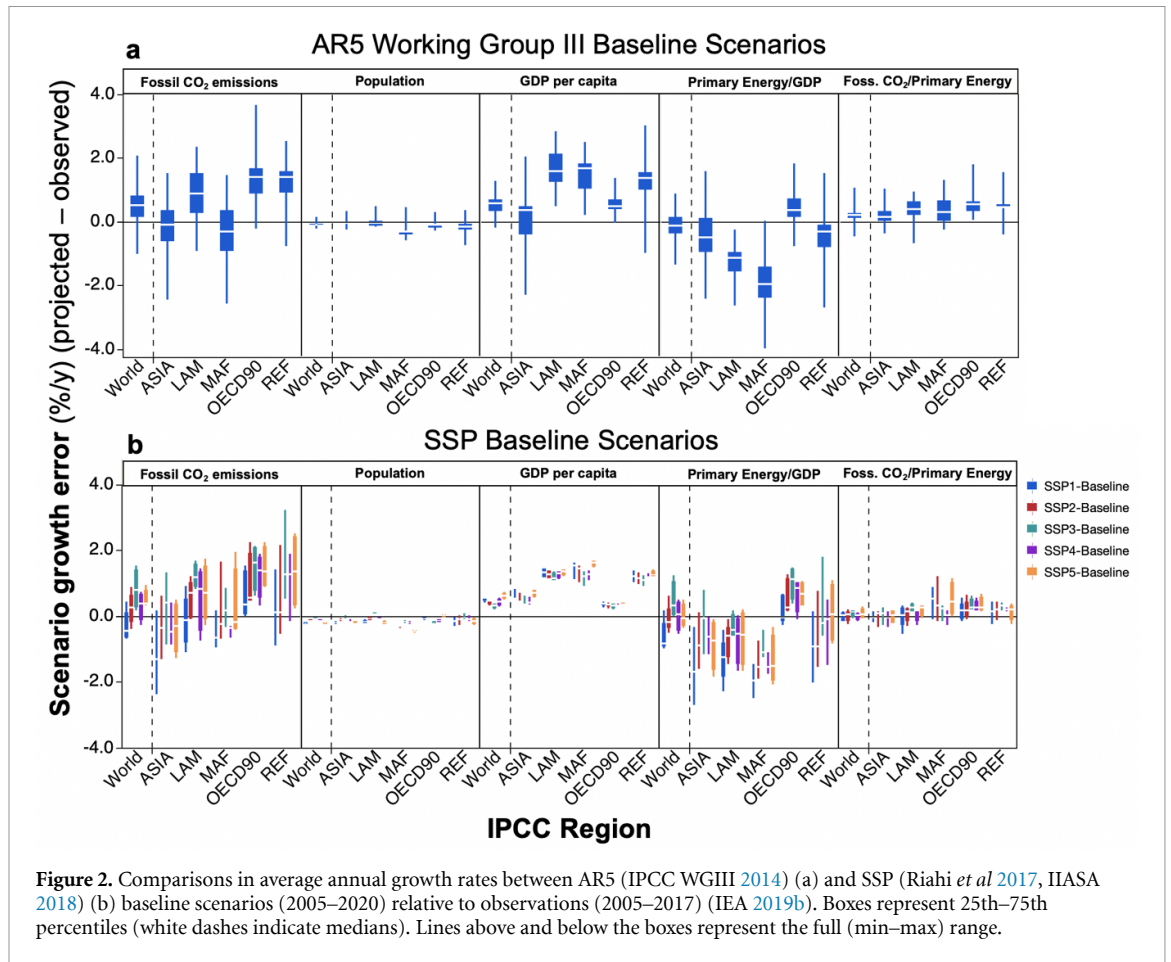 a
AR5 Working Group III Baseline Scenarios
Fossil CO₂ emissions
Population
GDP per capita
Primary Energy/GDP
Foss. CO₂/Primary Energy
4.0
2.0
0.0
-2.0
-4.0
World
ASIA
LAM
MAF
OECD90
REF
World
ASIA
LAM
MAF
OECD90
REF
World
ASIA
LAM
MAF
OECD90
REF
World
ASIA
LAM
MAF
OECD90
REF
World
ASIA
LAM
MAF
OECD90
REF
Scenario growth error (%/y) (projected – observed)
b
SSP Baseline Scenarios
Fossil CO₂ emissions
Population
GDP per capita
Primary Energy/GDP
Foss. CO₂/Primary Energy
4.0
2.0
0.0
-2.0
-4.0
SSP1-Baseline
SSP2-Baseline
SSP3-Baseline
SSP4-Baseline
SSP5-Baseline
World
ASIA
LAM
MAF
OECD90
REF
World
ASIA
LAM
MAF
OECD90
REF
World
ASIA
LAM
MAF
OECD90
REF
World
ASIA
LAM
MAF
OECD90
REF
World
ASIA
LAM
MAF
OECD90
REF
IPCC Region
Figure 2. Comparisons in average annual growth rates between AR5 (IPCC WGIII 2014) (a) and SSP (Riahi et al 2017, IIASA
2018) (b) baseline scenarios (2005–2020) relative to observations (2005–2017) (IEA 2019b). Boxes represent 25th–75th
percentiles (white dashes indicate medians). Lines above and below the boxes represent the full (min–max) range.